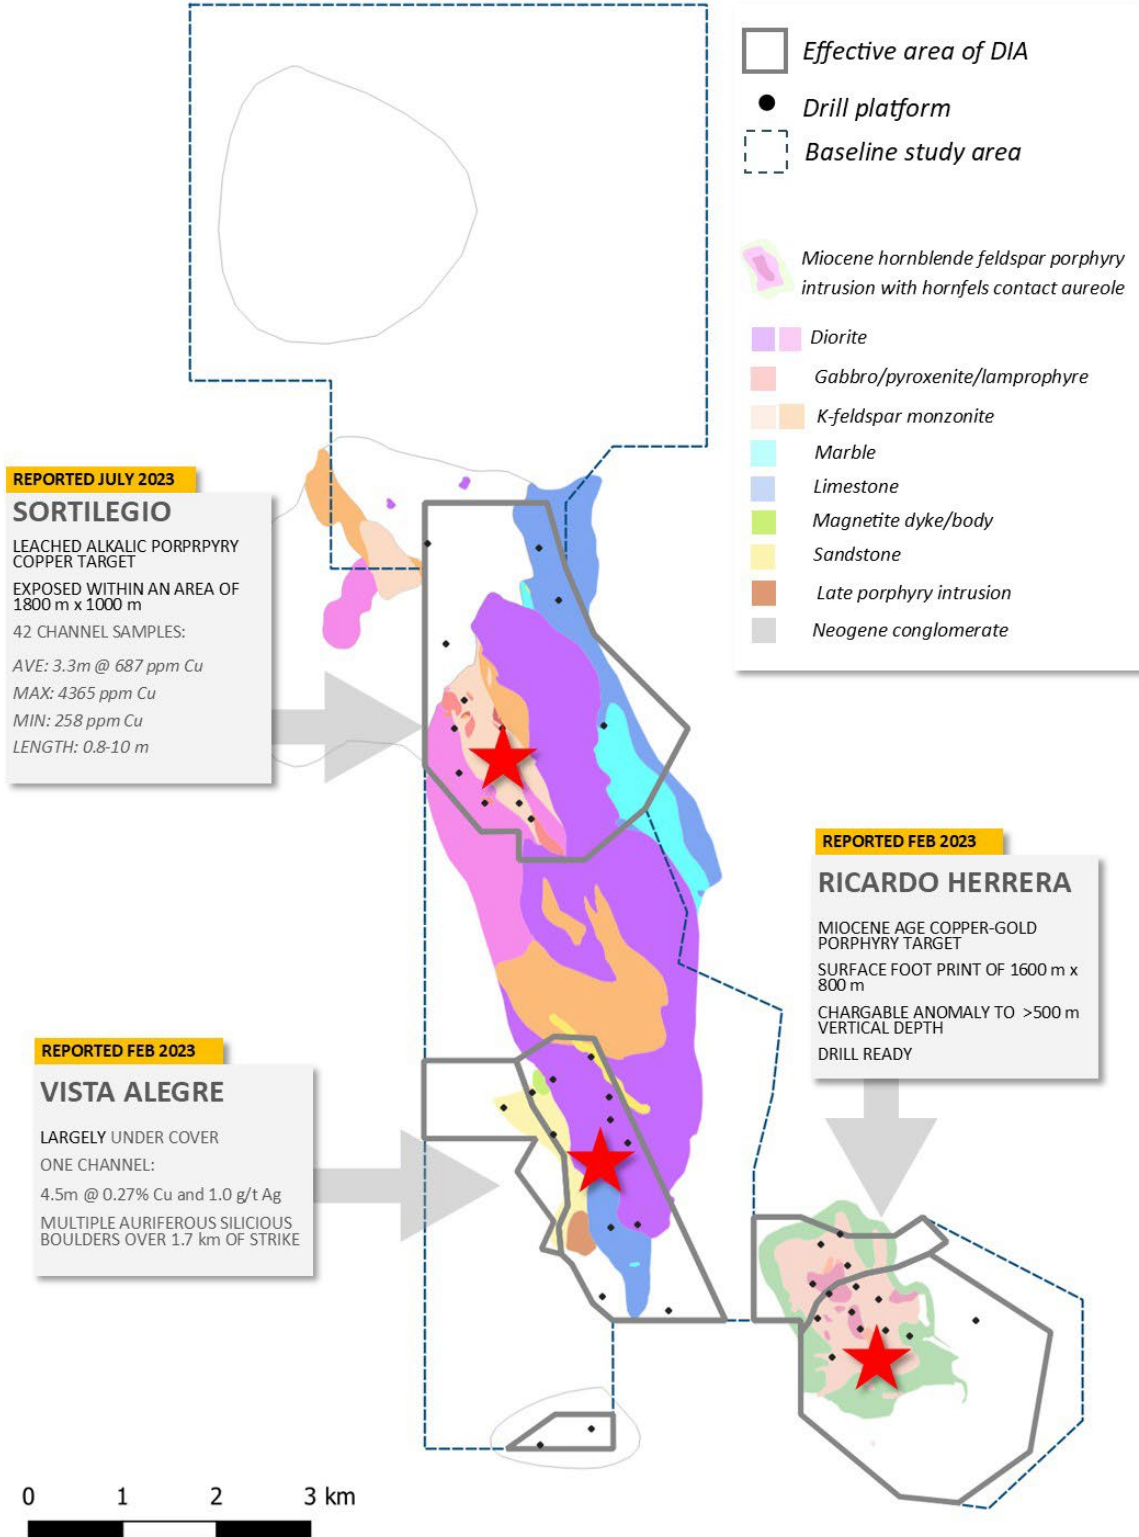 Effective area of DIA
Drill platform
Baseline study area
Miocene hornblende feldspar porphyry
intrusion with hornfels contact aureole
Diorite
Gabbro/pyroxenite/lamprophyre
K-feldspar monzonite
Marble
Limestone
Magnetite dyke/body
Sandstone
Late porphyry intrusion
Neogene conglomerate
REPORTED JULY 2023
SORTILEGIO
LEACHED ALKALIC PORPRPYRY
COPPER TARGET
EXPOSED WITHIN AN AREA OF
1800 m x 1000 m
42 CHANNEL SAMPLES:
AVE: 3.3m @ 687 ppm Cu
MAX: 4365 ppm Cu
MIN: 258 ppm Cu
LENGTH: 0.8-10 m
REPORTED FEB 2023
RICARDO HERRERA
MIOCENE AGE COPPER-GOLD
PORPHYRY TARGET
SURFACE FOOT PRINT OF 1600 m x
800 m
CHARGABLE ANOMALY TO >500 m
VERTICAL DEPTH
DRILL READY
REPORTED FEB 2023
VISTA ALEGRE
LARGELY UNDER COVER
ONE CHANNEL:
4.5m @ 0.27% Cu and 1.0 g/t Ag
MULTIPLE AURIFEROUS SILICIOUS
BOULDERS OVER 1.7 km OF STRIKE
0 1 2 3 km